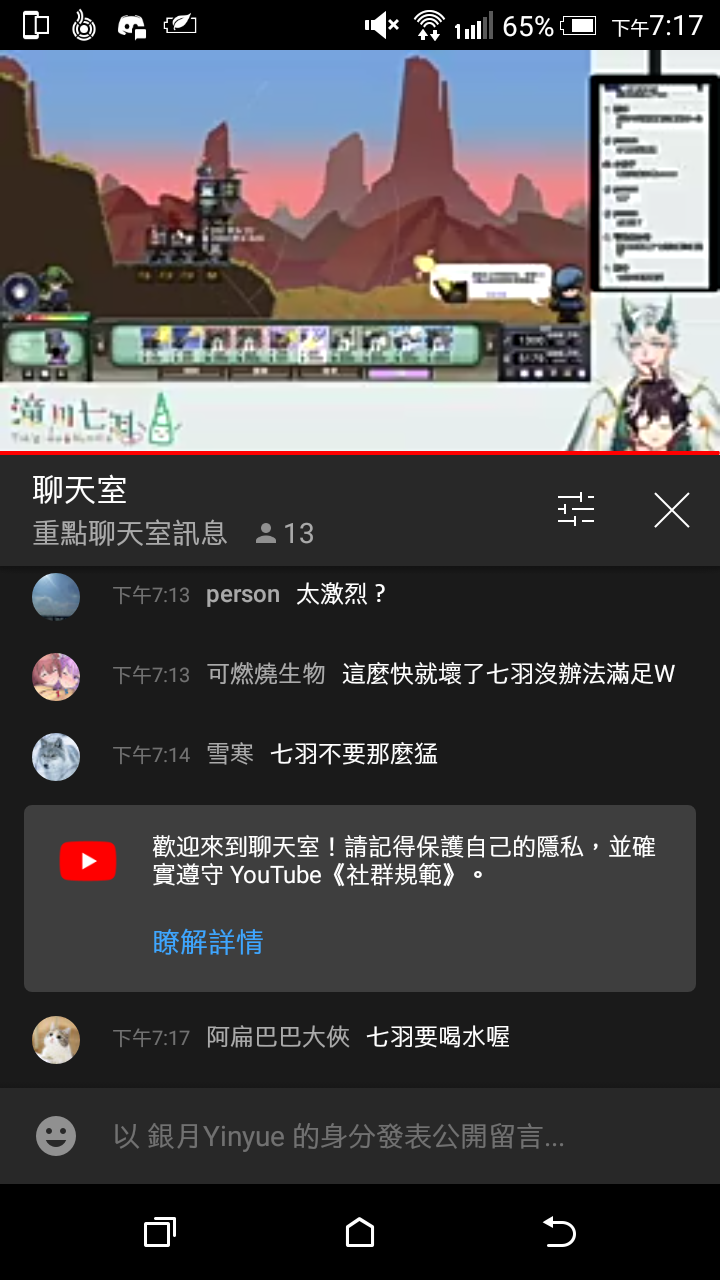 65%
下午7:17
滝川七羽
聊天室
重點聊天室訊息 13
下午7:13 person 太激烈？
下午7:13 可燃燒生物 這麼快就壞了七羽沒辦法滿足W
下午7:14 雪寒 七羽不要那麼猛
歡迎來到聊天室！請記得保護自己的隱私，並確
實遵守 YouTube《社群規範》。
瞭解詳情
下午7:17 阿扁巴巴大俠 七羽要喝水喔
以 銀月Yinyue 的身分發表公開留言...